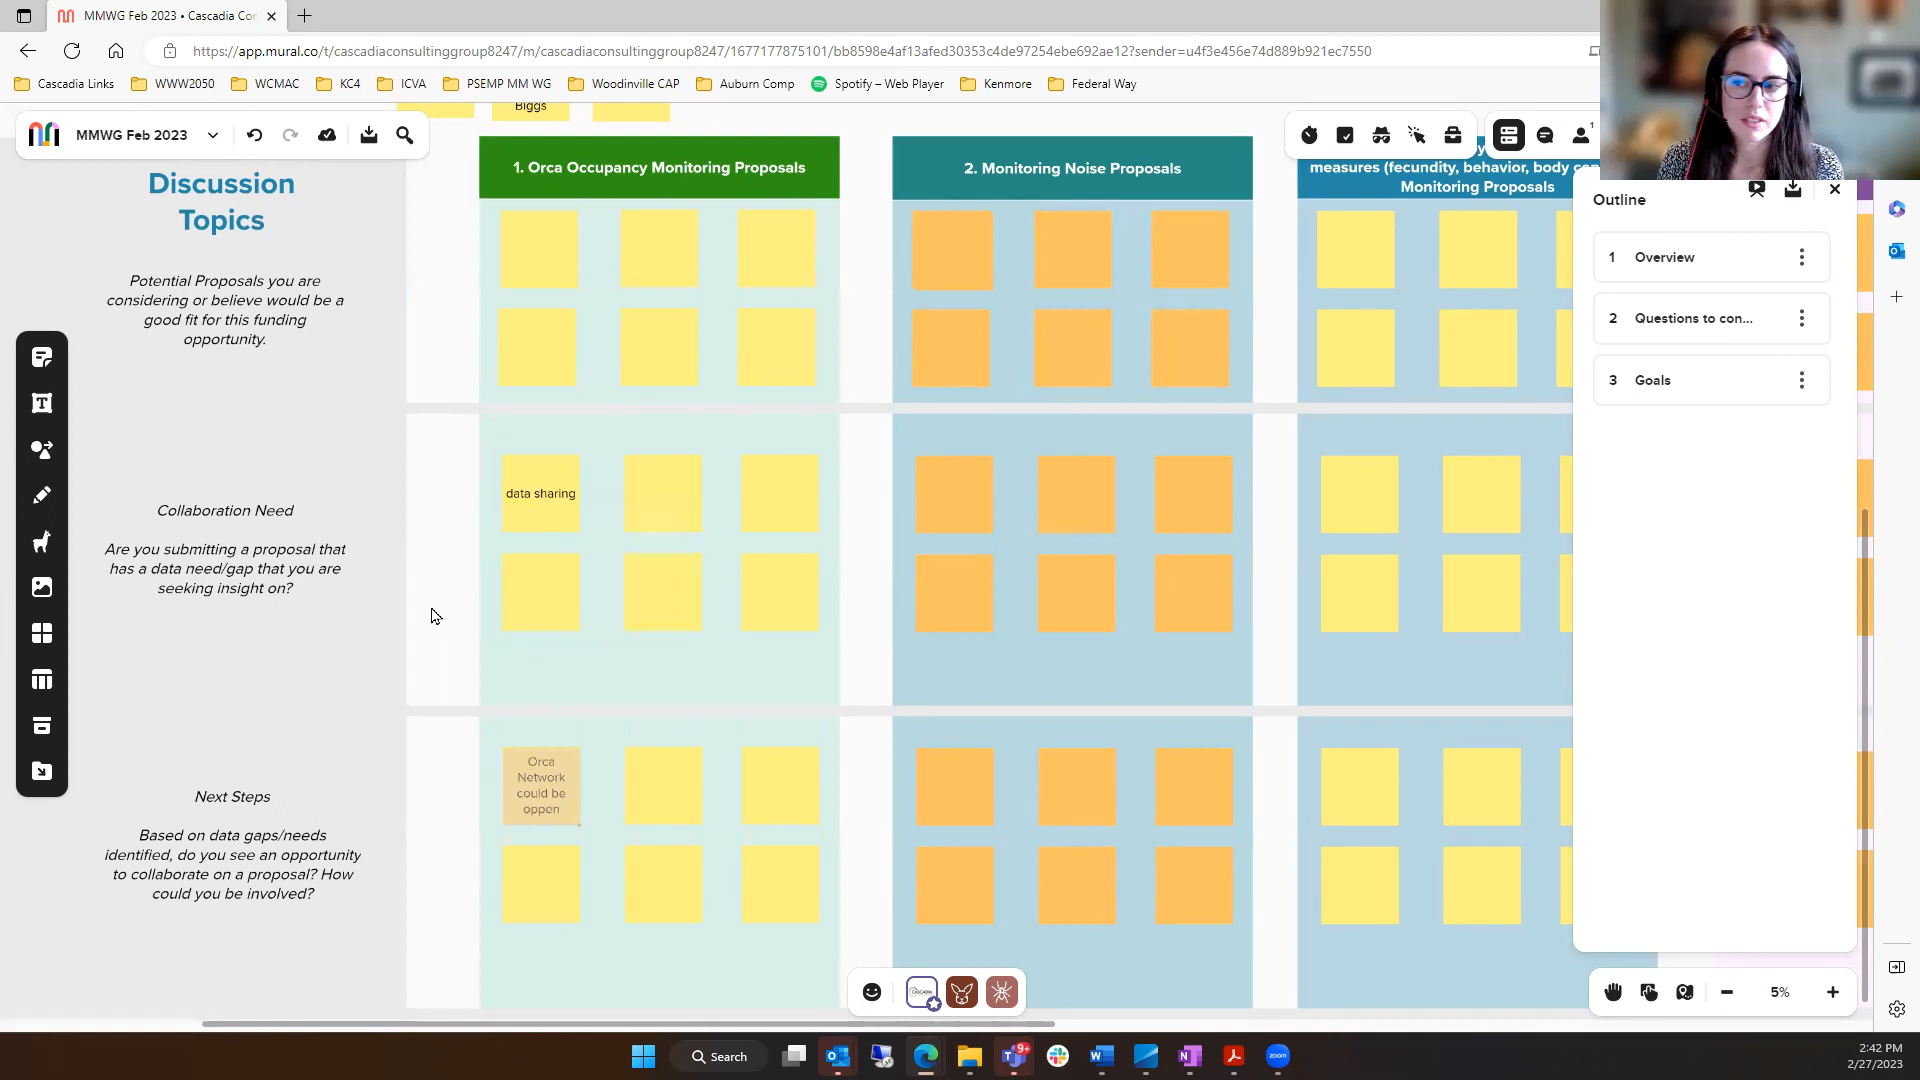 MMWG Feb 2023 • Cascadia Con
https://app.mural.co/t/cascadiaconsultinggroup8247/m/cascadiaconsultinggroup8247/1677177875101/bb8598e4af13afed30353c4de97254ebe692ae12?sender=u4f3e456e74d889b921ec7550
Cascadia Links
WWW2050
WCMAC
KC4
ICVA
PSEMP MM WG
Woodinville CAP
Auburn Comp
Spotify – Web Player
Kenmore
Federal Way
Biggs
MMWG Feb 2023
1
Discussion
Topics
Potential Proposals you are
considering or believe would be a
good fit for this funding
opportunity.
Collaboration Need
Are you submitting a proposal that
has a data need/gap that you are
seeking insight on?
Next Steps
Based on data gaps/needs
identified, do you see an opportunity
to collaborate on a proposal? How
could you be involved?
1. Orca Occupancy Monitoring Proposals
data sharing
Orca
Network
could be
oppen
2. Monitoring Noise Proposals
measures (fecundity, behavior, body con
Monitoring Proposals
Outline
1 Overview
2 Questions to con...
3 Goals
CASCADIA
5%
Search
9+
zoom
2:42 PM
2/27/2023